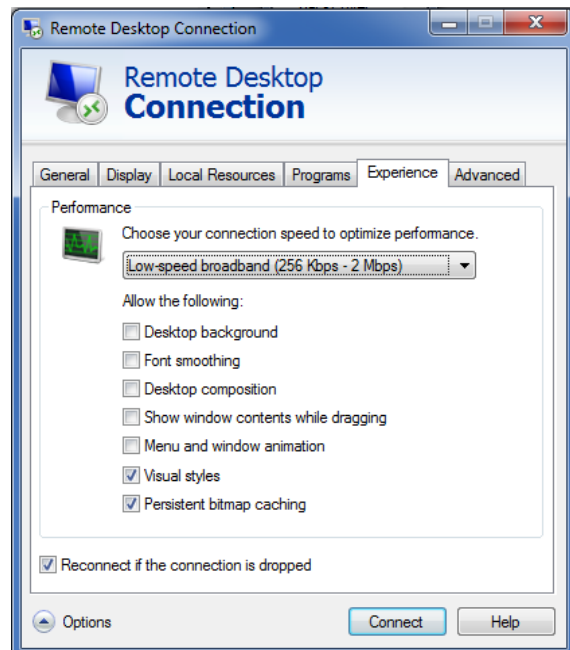 Remote Desktop Connection
Remote Desktop
Connection
General Display Local Resources Programs Experience Advanced
Performance
Choose your connection speed to optimize performance.
Low-speed broadband (256 Kbps - 2 Mbps)
Allow the following:
Desktop background
Font smoothing
Desktop composition
Show window contents while dragging
Menu and window animation
Visual styles
Persistent bitmap caching
Reconnect if the connection is dropped
Options Connect Help